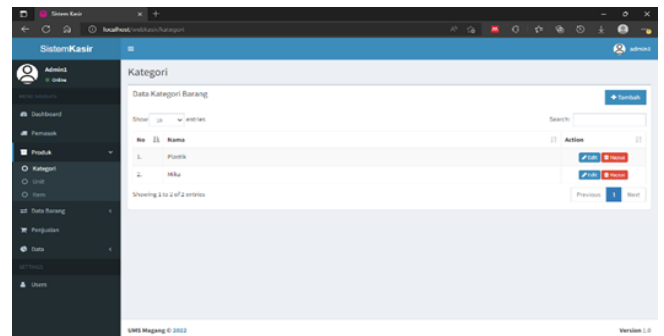 Sistem Kasir
localhost/webkasir/kategori
SistemKasir
admin1
Admin1
Online
Kategori
Data Kategori Barang
Tambah
Dashboard
Pemasok
Produk
Kategori
Unit
Item
Data Barang
Penjualan
Data
SETTINGS
Users
Show 10 entries
Search:
No Nama Action
1. Plastik Edit Hapus
2. Mika Edit Hapus
Showing 1 to 2 of 2 entries
Previous 1 Next
UMS Magang © 2022
Version 1.0